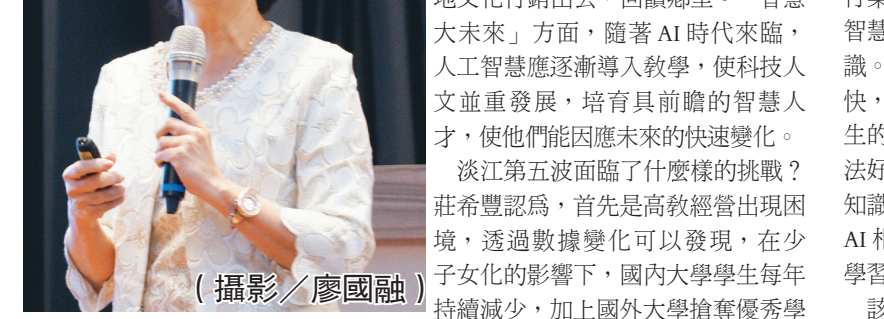 大未來」方面，隨著 AI 時代來臨，
人工智慧應逐漸導入教學，使科技人
文並重發展，培育具前瞻的智慧人
才，使他們能因應未來的快速變化。
淡江第五波面臨了什麼樣的挑戰？
莊希豐認為，首先是高教經營出現困
境，透過數據變化可以發現，在少
子女化的影響下，國內大學學生每年
持續減少，加上國外大學搶奪優秀學
（攝影／廖國融）
智慧
識。
快，
生的
法好
知識
AI 相
學習
該